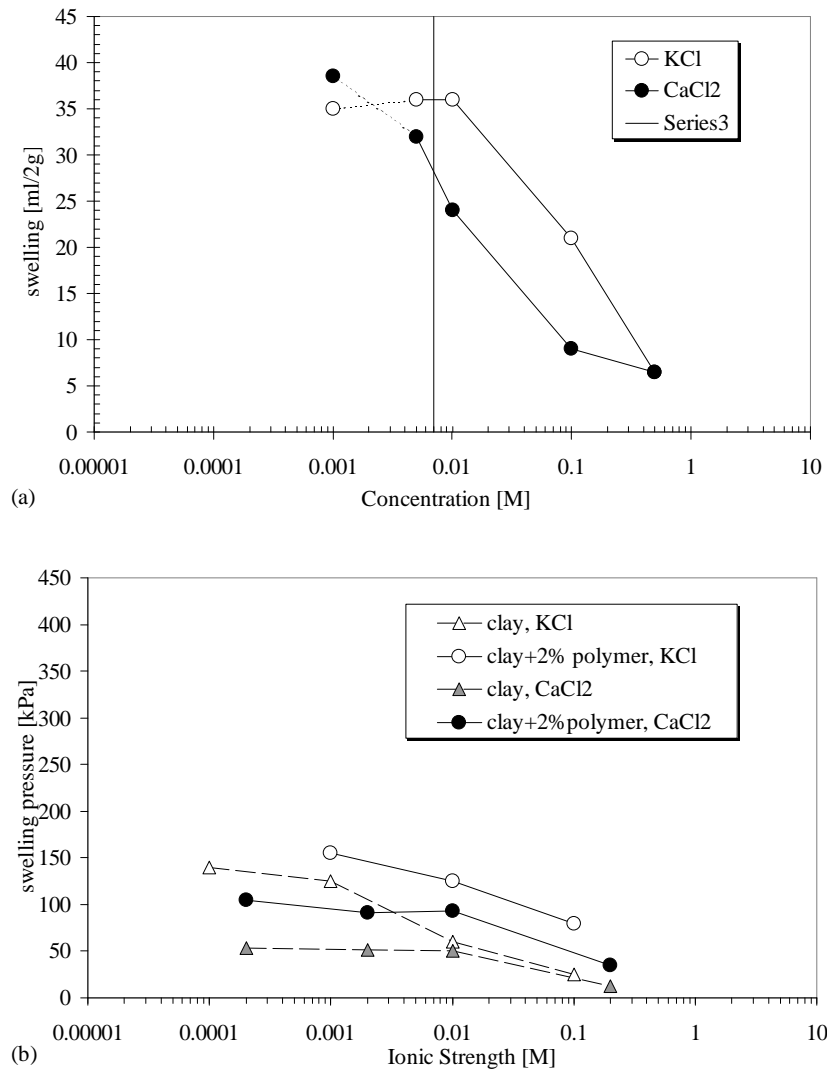 45
40
35
30
25
20
15
10
5
0
swelling [ml/2g]
KCl
CaCl2
Series3
0.00001 0.0001 0.001 0.01 0.1 1 10
Concentration [M]
(a)
450
400
350
300
250
200
150
100
50
0
swelling pressure [kPa]
clay, KCl
clay+2% polymer, KCl
clay, CaCl2
clay+2%polymer, CaCl2
0.00001 0.0001 0.001 0.01 0.1 1 10
Ionic Strength [M]
(b)